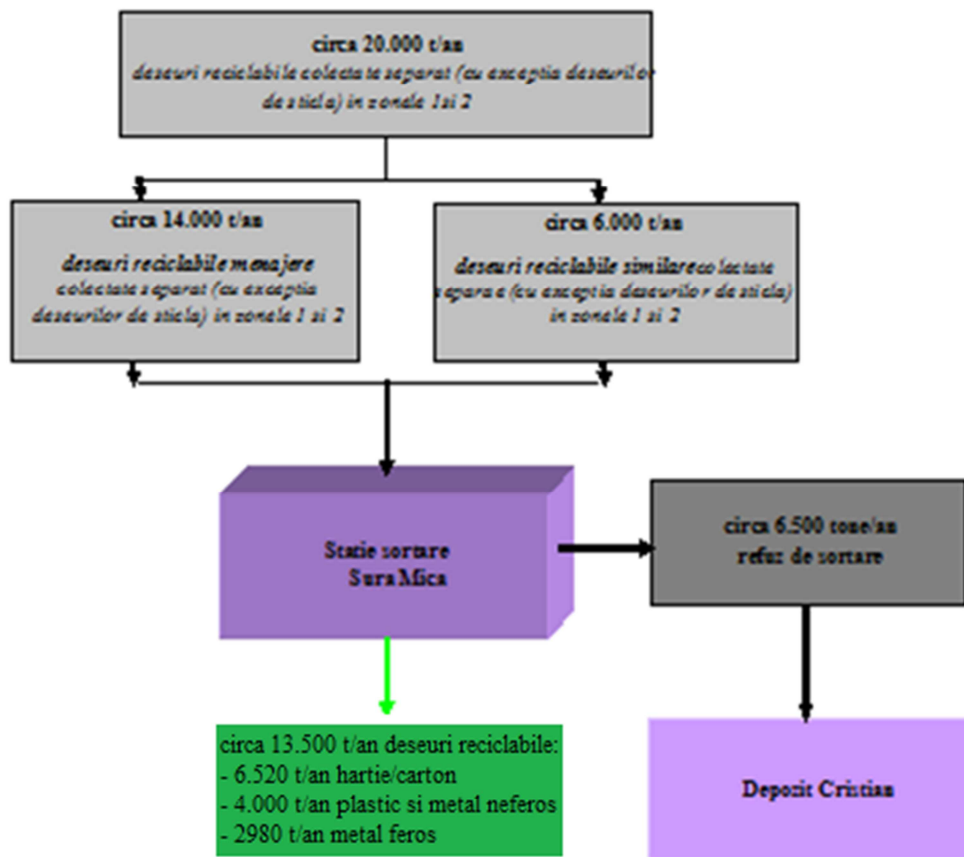 circa 20.000 t/an
deseuri reciclabile colectate separat (cu exceptia deseurilor
de sticla) in zonele 1si 2
circa 14.000 t/an
deseuri reciclabile menajere
colectate separat (cu exceptia
deseurilor de sticla) in zonele 1 si 2
circa 6.000 t/an
deseuri reciclabile similare colectate
separae (cu exceptia deseurilor de sticla)
in zonele 1 si 2
Statie sortare
Sura Mica
circa 6.500 tone/an
refuz de sortare
circa 13.500 t/an deseuri reciclabile:
- 6.520 t/an hartie/carton
- 4.000 t/an plastic si metal neferos
- 2980 t/an metal feros
Depozit Cristian